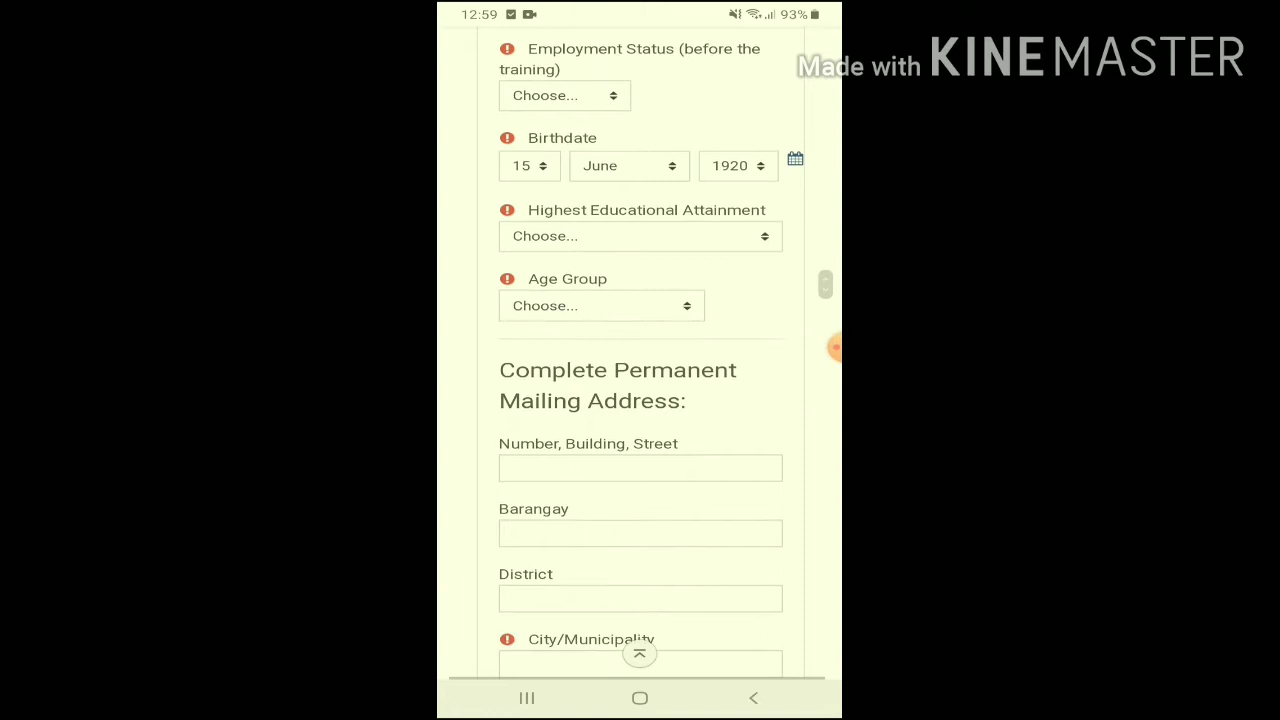 12:59 93%
Made with KINEMASTER
Employment Status (before the
training)
Choose...
Birthdate
15 June 1920
Highest Educational Attainment
Choose...
Age Group
Choose...
Complete Permanent
Mailing Address:
Number, Building, Street
Barangay
District
City/Municipality